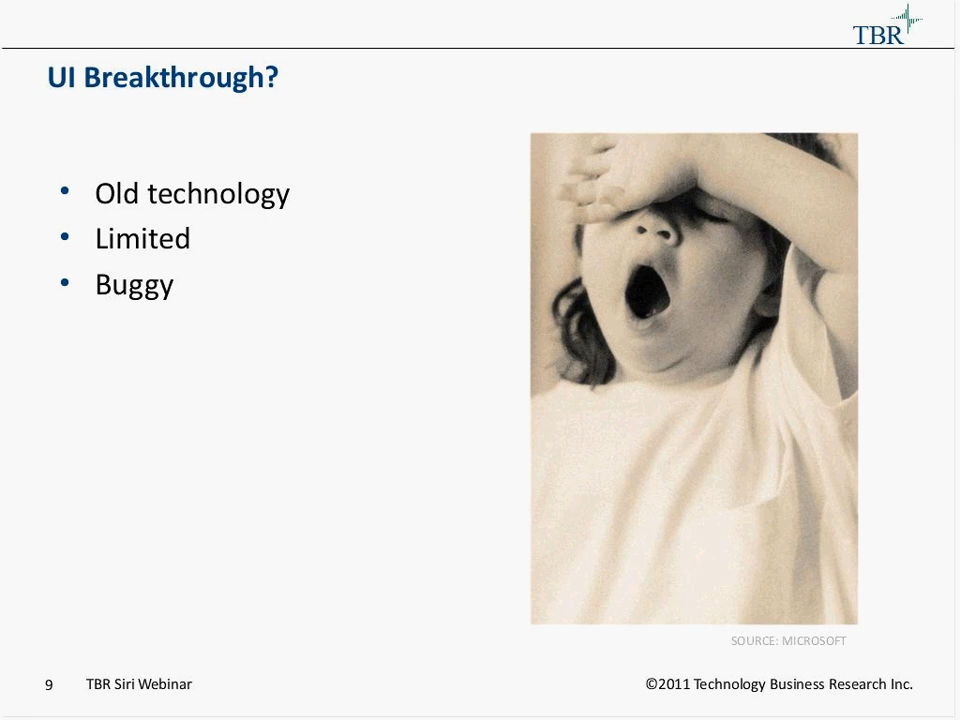 TBR
UI Breakthrough?
• Old technology
• Limited
• Buggy
SOURCE: MICROSOFT
9 TBR Siri Webinar ©2011 Technology Business Research Inc.